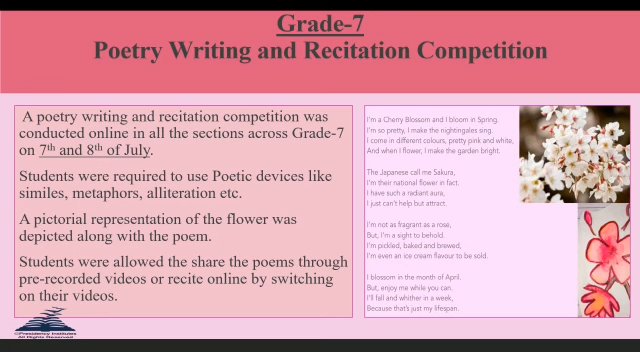 Grade-7
Poetry Writing and Recitation Competition
A poetry writing and recitation competition was
conducted online in all the sections across Grade-7
on 7th and 8th of July.
Students were required to use Poetic devices like
similes, metaphors, alliteration etc.
A pictorial representation of the flower was
depicted along with the poem.
Students were allowed the share the poems through
pre-recorded videos or recite online by switching
on their videos.
I'm a Cherry Blossom and I bloom in Spring.
I'm so pretty, I make the nightingales sing.
I come in different colours, pretty pink and white,
And when I flower, I make the garden bright.
The Japanese call me Sakura,
I'm their national flower in fact.
I have such a radiant aura,
I just can't help but attract.
I'm not as fragrant as a rose,
But, I'm a sight to behold.
I'm pickled, baked and brewed,
I'm even an ice cream flavour to be sold.
I blossom in the month of April.
But, enjoy me while you can.
I'll fall and whither in a week,
Because that's just my lifespan.
©Presidency Institutes
All Rights Reserved